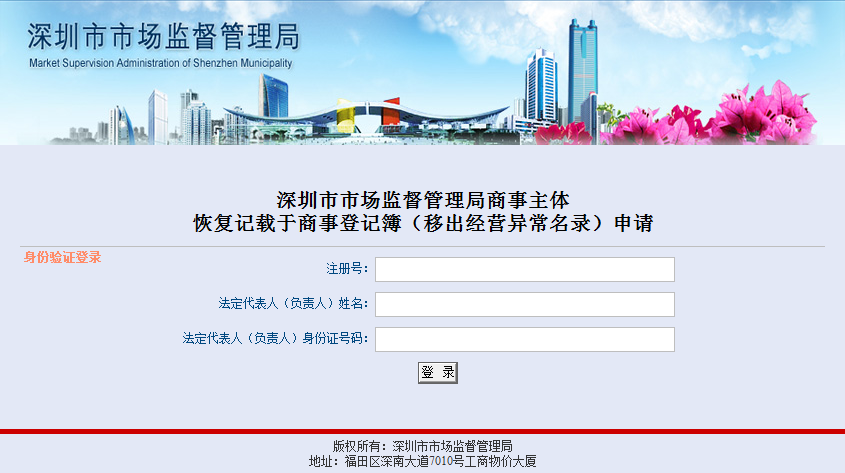 深圳市市场监督管理局
Market Supervision Administration of Shenzhen Municipality
深圳市市场监督管理局商事主体
恢复记载于商事登记簿（移出经营异常名录）申请
身份验证登录
注册号：
法定代表人（负责人）姓名：
法定代表人（负责人）身份证号码：
登 录
版权所有：深圳市市场监督管理局
地址：福田区深南大道7010号工商物价大厦